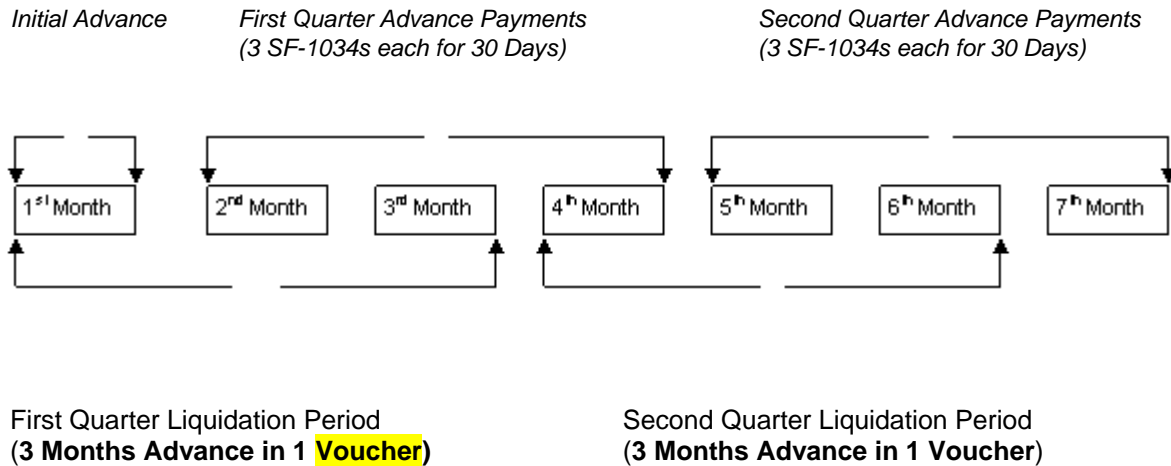 Initial Advance
First Quarter Advance Payments
(3 SF-1034s each for 30 Days)
Second Quarter Advance Payments
(3 SF-1034s each for 30 Days)
1st Month
2nd Month
3rd Month
4th Month
5th Month
6th Month
7th Month
First Quarter Liquidation Period
(3 Months Advance in 1 Voucher)
Second Quarter Liquidation Period
(3 Months Advance in 1 Voucher)